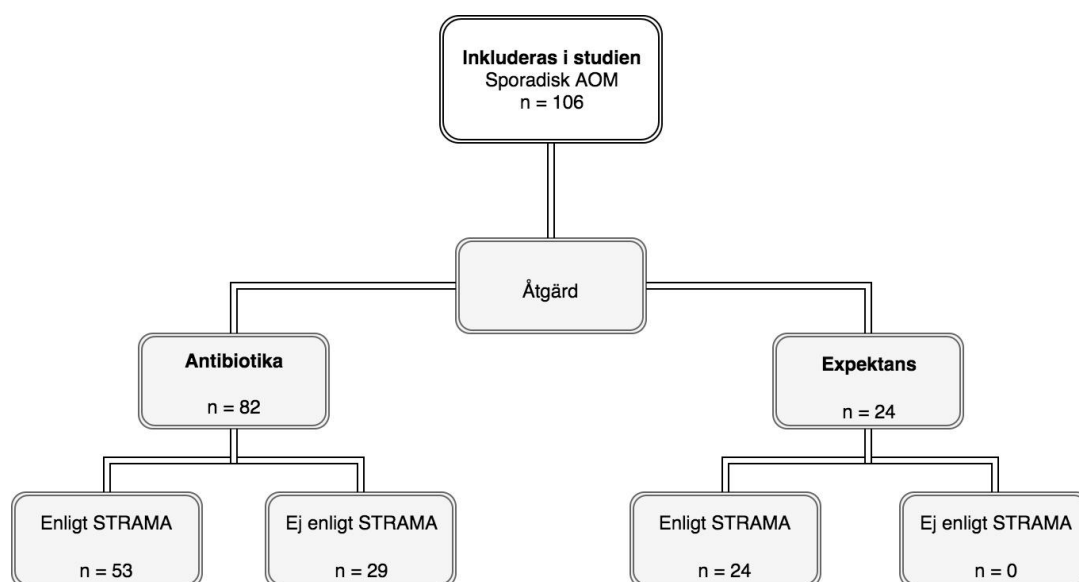 Inkluderas i studien
Sporadisk AOM
n = 106
Åtgärd
Antibiotika
n = 82
Expektans
n = 24
Enligt STRAMA
n = 53
Ej enligt STRAMA
n = 29
Enligt STRAMA
n = 24
Ej enligt STRAMA
n = 0